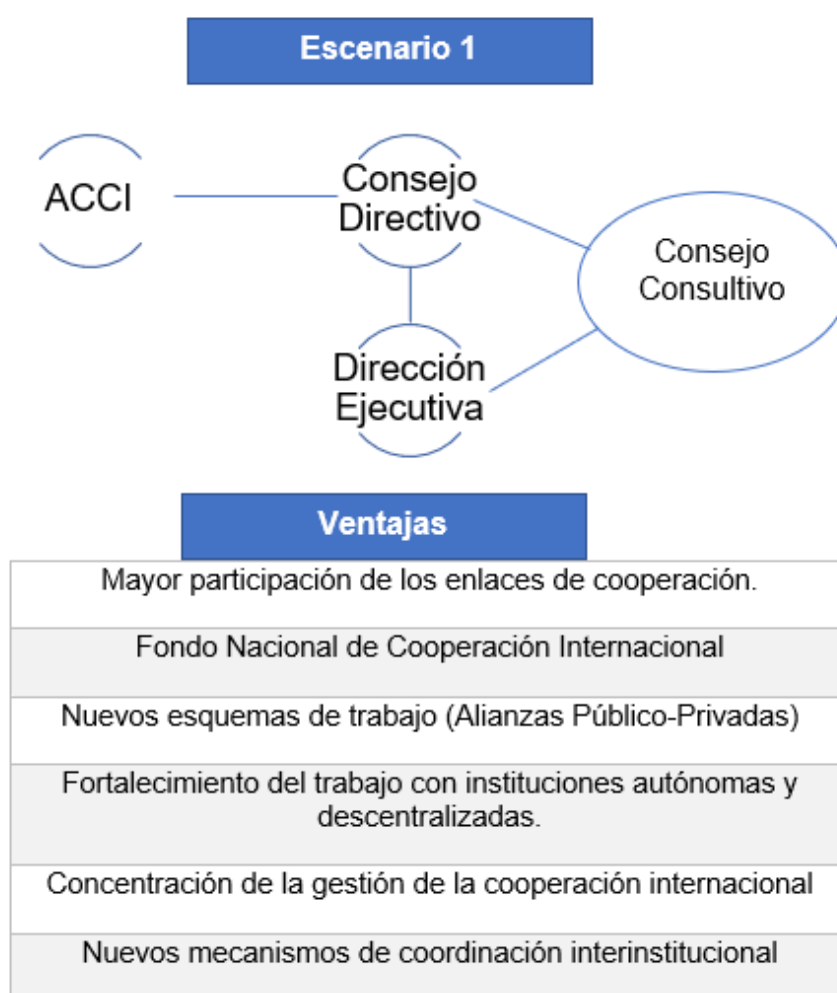 Escenario 1
ACCI
Consejo
Directivo
Consejo
Consultivo
Dirección
Ejecutiva
Ventajas
Mayor participación de los enlaces de cooperación.
Fondo Nacional de Cooperación Internacional
Nuevos esquemas de trabajo (Alianzas Público-Privadas)
Fortalecimiento del trabajo con instituciones autónomas y
descentralizadas.
Concentración de la gestión de la cooperación internacional
Nuevos mecanismos de coordinación interinstitucional